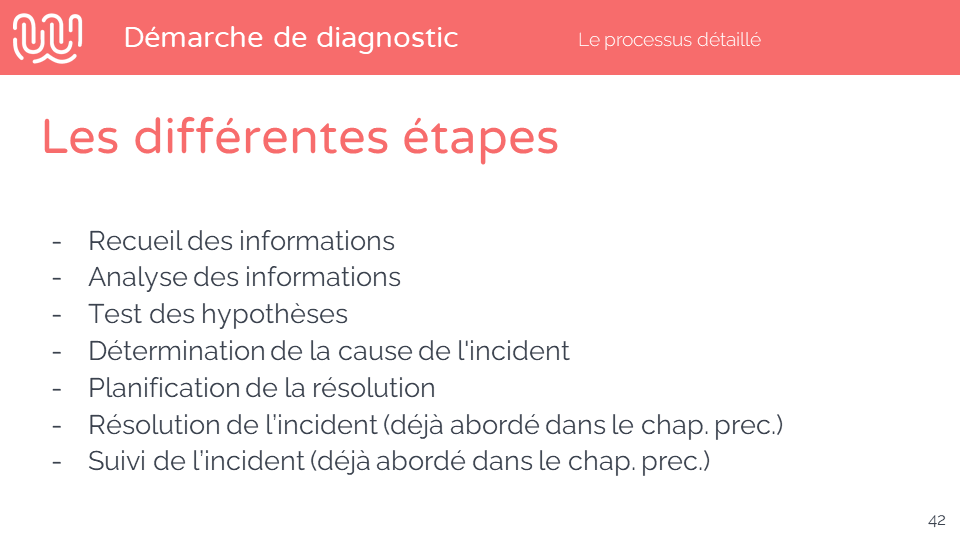 Démarche de diagnostic
Le processus détaillé
Les différentes étapes
- Recueil des informations
- Analyse des informations
- Test des hypothèses
- Détermination de la cause de l'incident
- Planification de la résolution
- Résolution de l’incident (déjà abordé dans le chap. prec.)
- Suivi de l’incident (déjà abordé dans le chap. prec.)
42